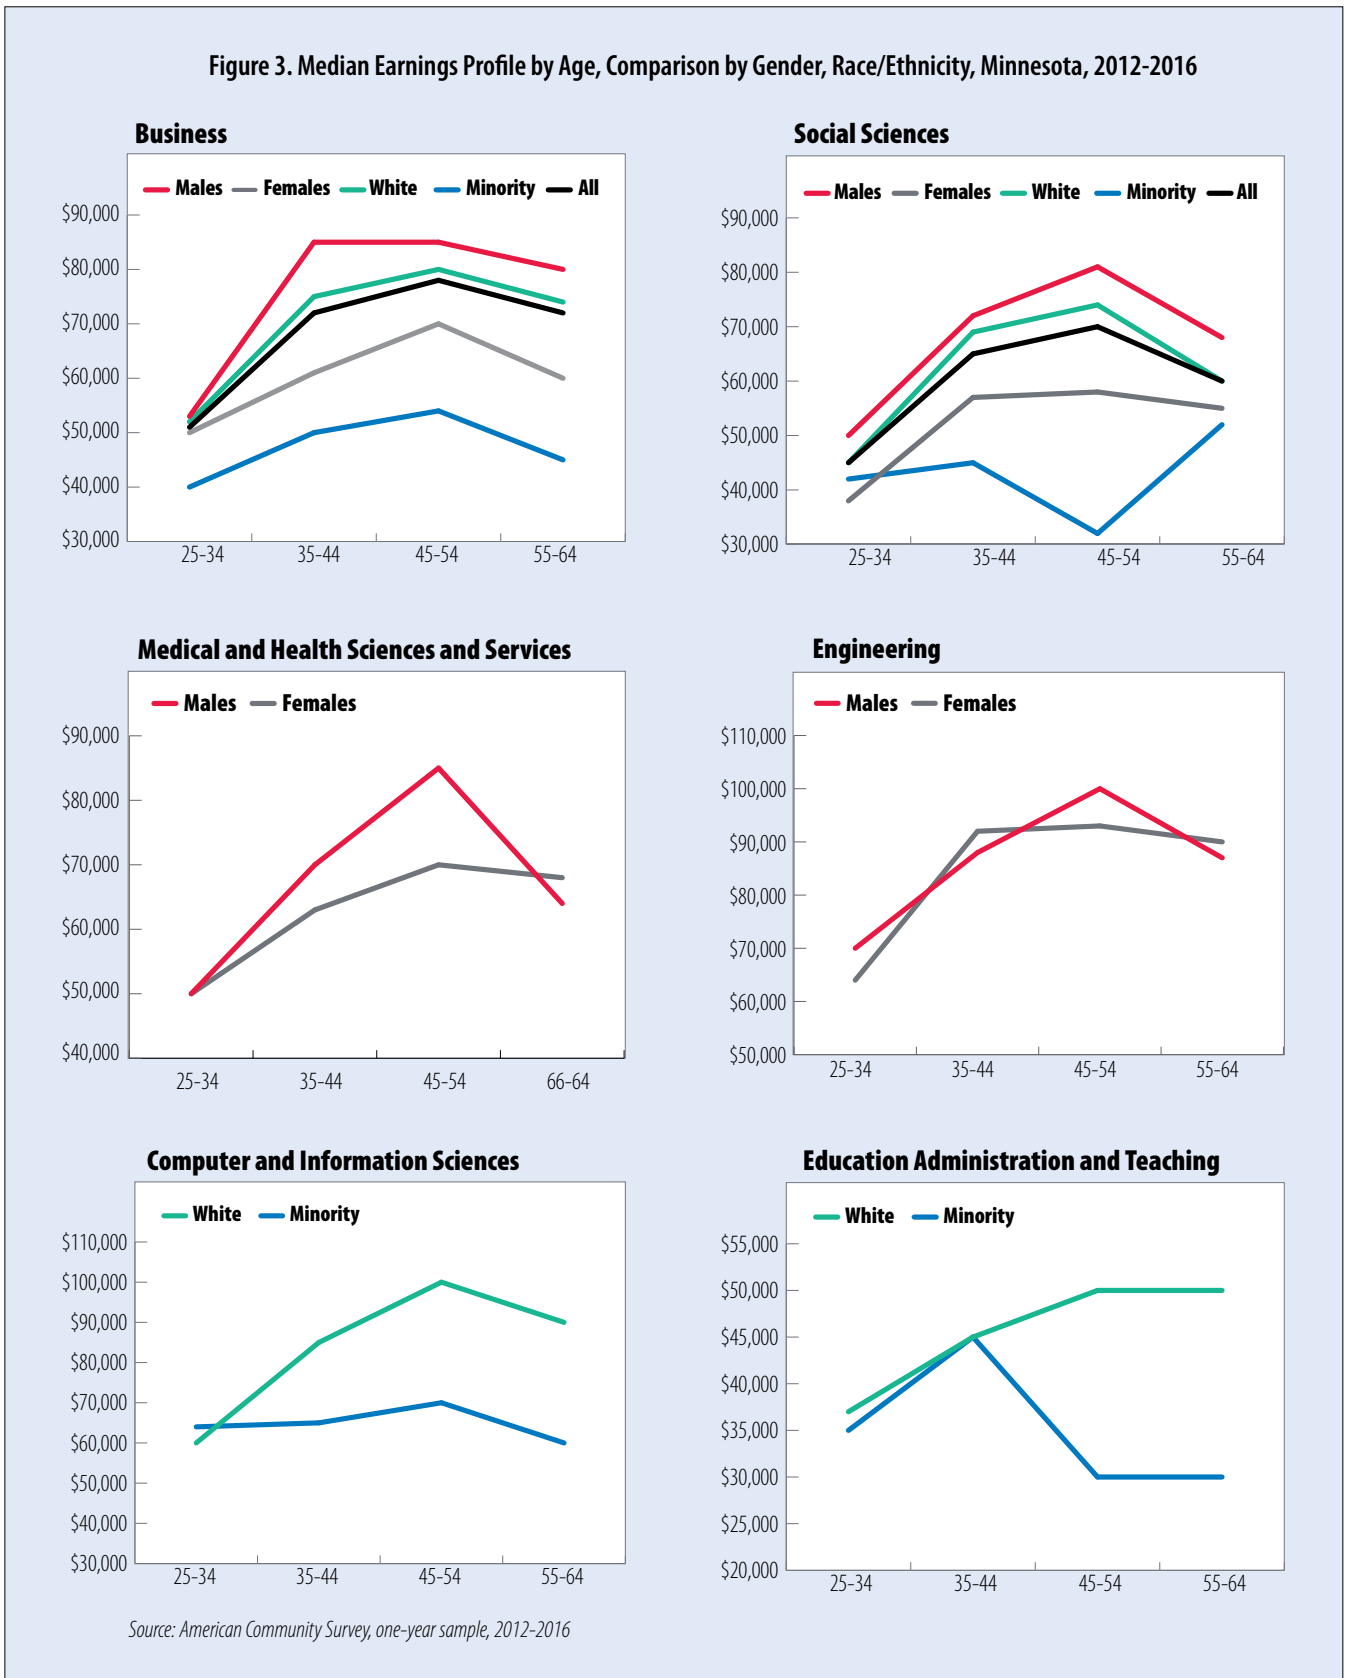 Figure 3. Median Earnings Profile by Age, Comparison by Gender, Race/Ethnicity, Minnesota, 2012-2016
Business
Males Females White Minority All
$90,000
$80,000
$70,000
$60,000
$50,000
$40,000
$30,000
25-34 35-44 45-54 55-64
Social Sciences
Males Females White Minority All
$90,000
$80,000
$70,000
$60,000
$50,000
$40,000
$30,000
25-34 35-44 45-54 55-64
Medical and Health Sciences and Services
Males Females
$90,000
$80,000
$70,000
$60,000
$50,000
$40,000
25-34 35-44 45-54 66-64
Engineering
Males Females
$110,000
$100,000
$90,000
$80,000
$70,000
$60,000
$50,000
25-34 35-44 45-54 55-64
Computer and Information Sciences
White Minority
$110,000
$100,000
$90,000
$80,000
$70,000
$60,000
$50,000
$40,000
$30,000
25-34 35-44 45-54 55-64
Education Administration and Teaching
White Minority
$55,000
$50,000
$45,000
$40,000
$35,000
$30,000
$25,000
$20,000
25-34 35-44 45-54 55-64
Source: American Community Survey, one-year sample, 2012-2016